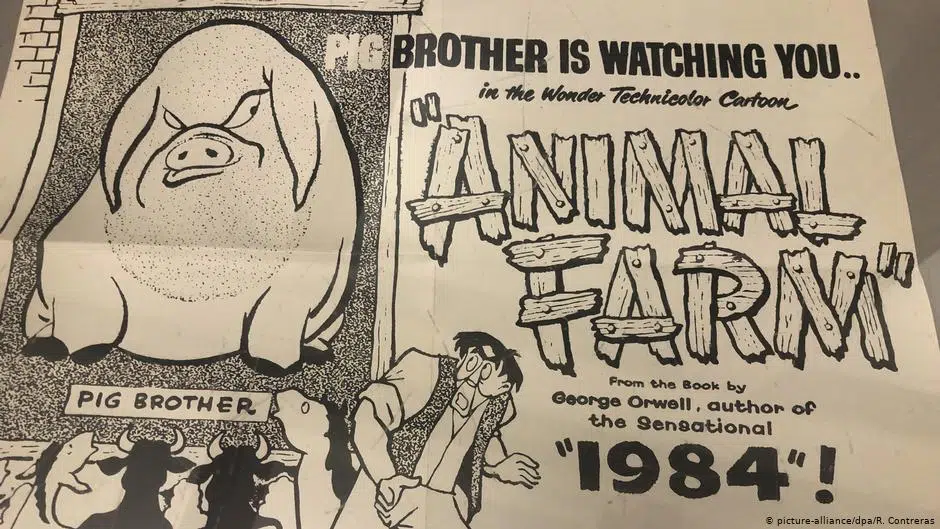 PIG BROTHER IS WATCHING YOU..
in the Wonder Technicolor Cartoon
"ANIMAL
FARM"
From the Book by
George Orwell, author of
the Sensational
"1984"!
PIG BROTHER
© picture-alliance/dpa/R. Contreras